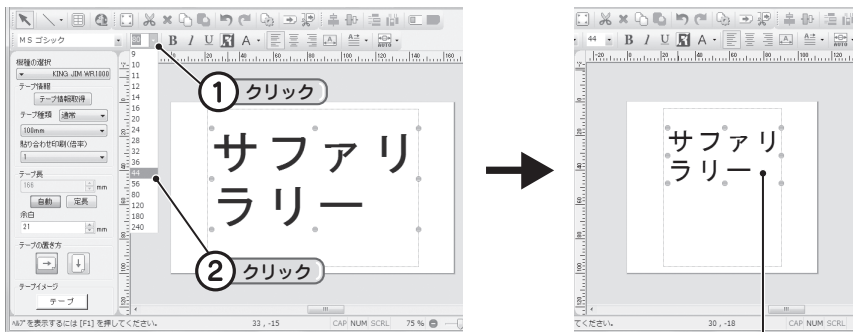 MS ゴシック
B I U A
機種の選択
KING JIM WR1000
テープ情報
テープ情報取得
テープ種類 通常
100mm
貼り合わせ印刷(倍率)
1
テープ長
166 mm
自動 定長
余白
21 mm
テープの置き方
テープイメージ
テープ
9
10
11
12
14
16
20
24
28
32
36
44
56
80
120
180
240
1 クリック
サファリ
ラリー
2 クリック
ﾍﾙﾌﾟを表示するには [F1] を押してください。
33 , -15
CAP NUM SCRL
75 %
44 B I U A
サファリ
ラリー
てください。
30 , -18
CAP NUM SCRL